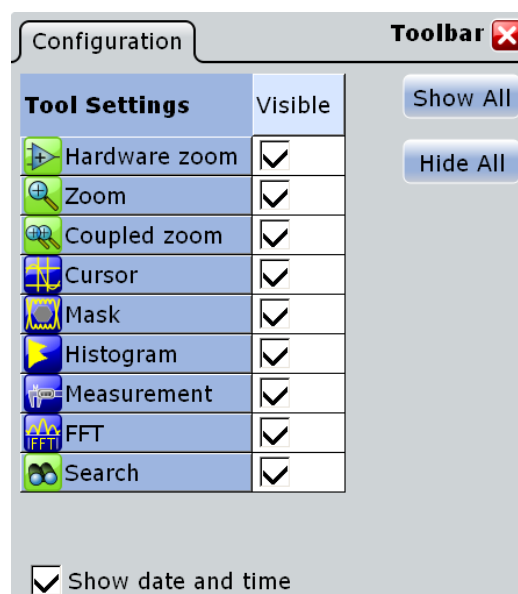 Configuration
Toolbar
Tool Settings
Visible
Show All
Hide All
Hardware zoom
Zoom
Coupled zoom
Cursor
Mask
Histogram
Measurement
FFT
FFT
Search
Show date and time